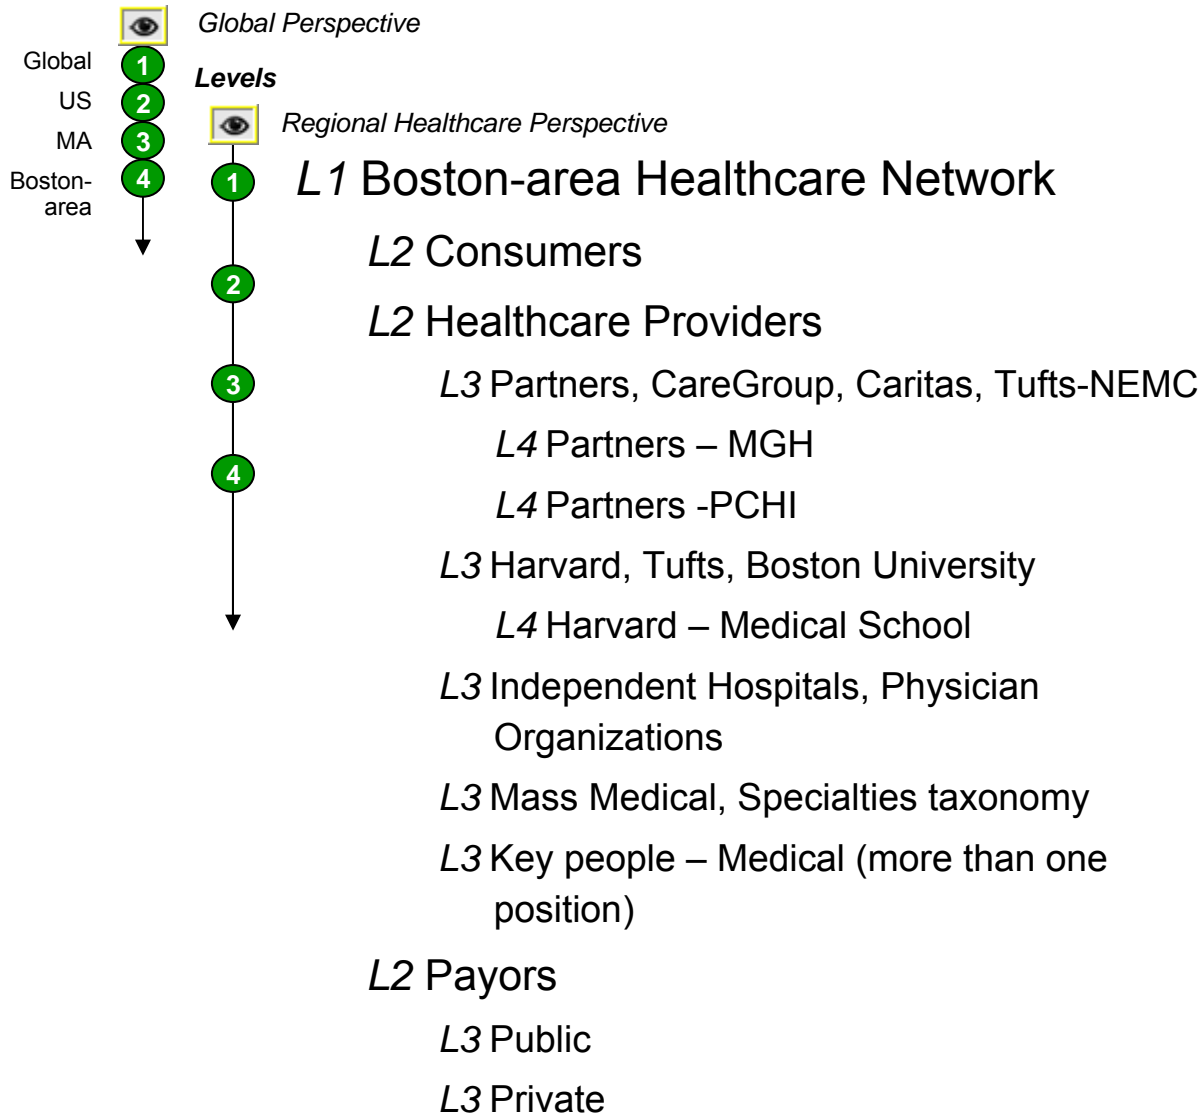 Global Perspective
Global
1
Levels
US
2
Regional Healthcare Perspective
MA
3
Boston-
area
4
1
L1 Boston-area Healthcare Network
L2 Consumers
2
L2 Healthcare Providers
3
L3 Partners, CareGroup, Caritas, Tufts-NEMC
L4 Partners – MGH
4
L4 Partners -PCHI
L3 Harvard, Tufts, Boston University
L4 Harvard – Medical School
L3 Independent Hospitals, Physician
Organizations
L3 Mass Medical, Specialties taxonomy
L3 Key people – Medical (more than one
position)
L2 Payors
L3 Public
L3 Private